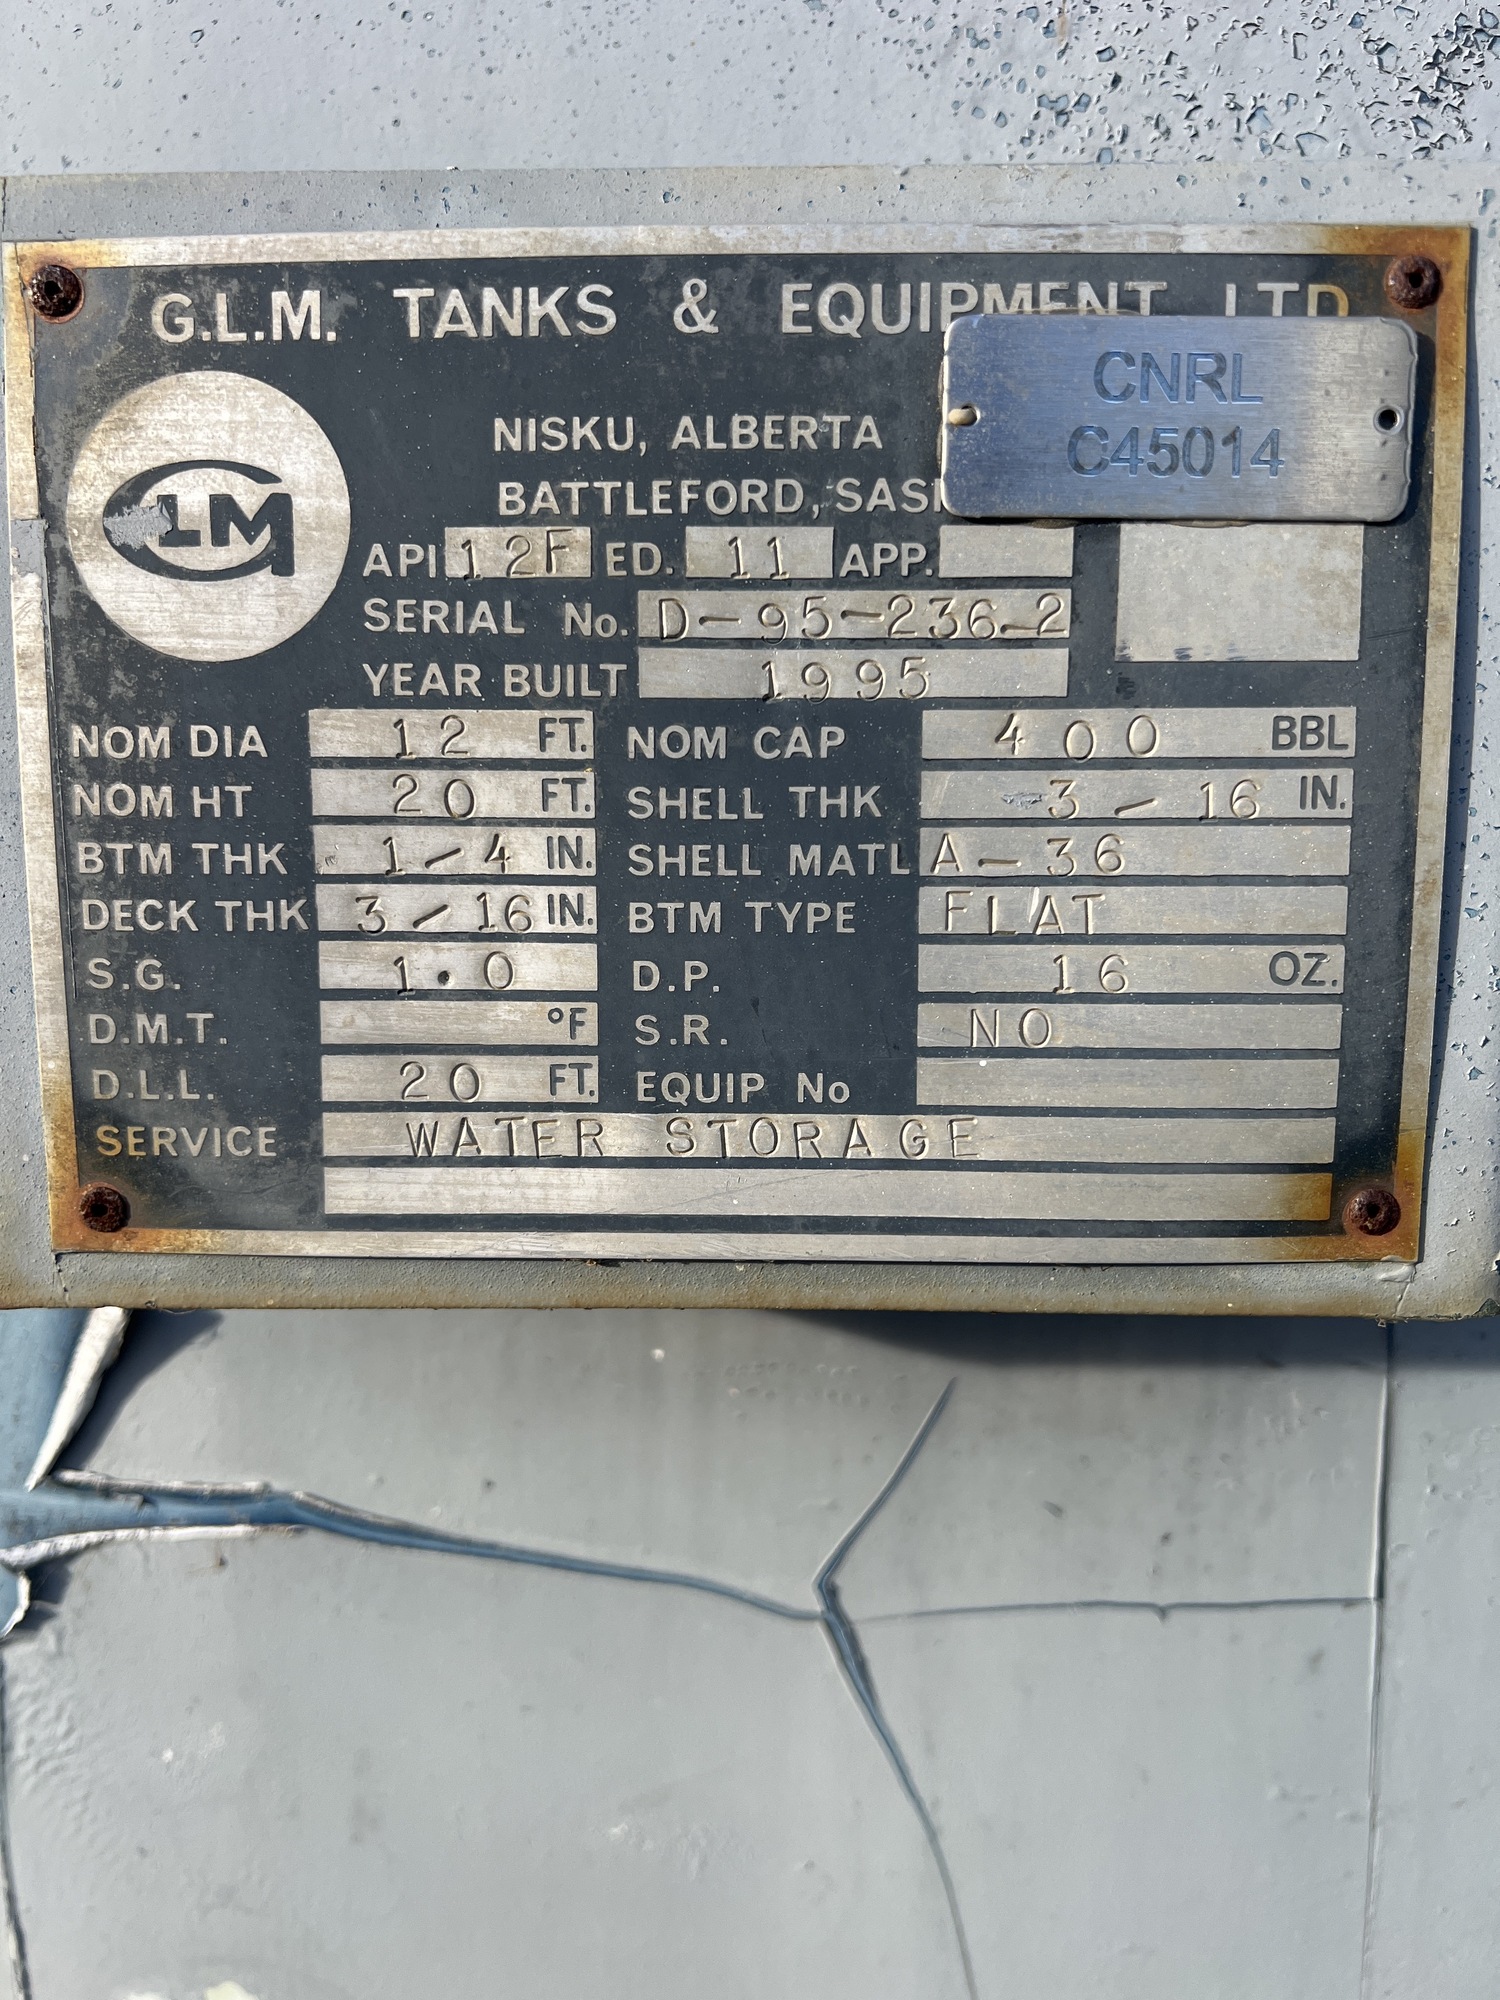 G.L.M. TANKS & EQUIPMENT LTD
CNRL
C45014
GLM
NISKU, ALBERTA
BATTLEFORD,
API 12F ED. 11 APP.
SERIAL No. D-95-236-2
YEAR BUILT 1995
NOM DIA 12 FT. NOM CAP 400 BBL
NOM HT 20 FT. SHELL THK 3-16 IN.
BTM THK 1-4 IN. SHELL MATL A-36
DECK THK 3-16 IN. BTM TYPE FLAT
S.G. 1.0 D.P. 16 OZ.
D.M.T. °F S.R. NO
D.L.L. 20 FT. EQUIP No
SERVICE WATER STORAGE